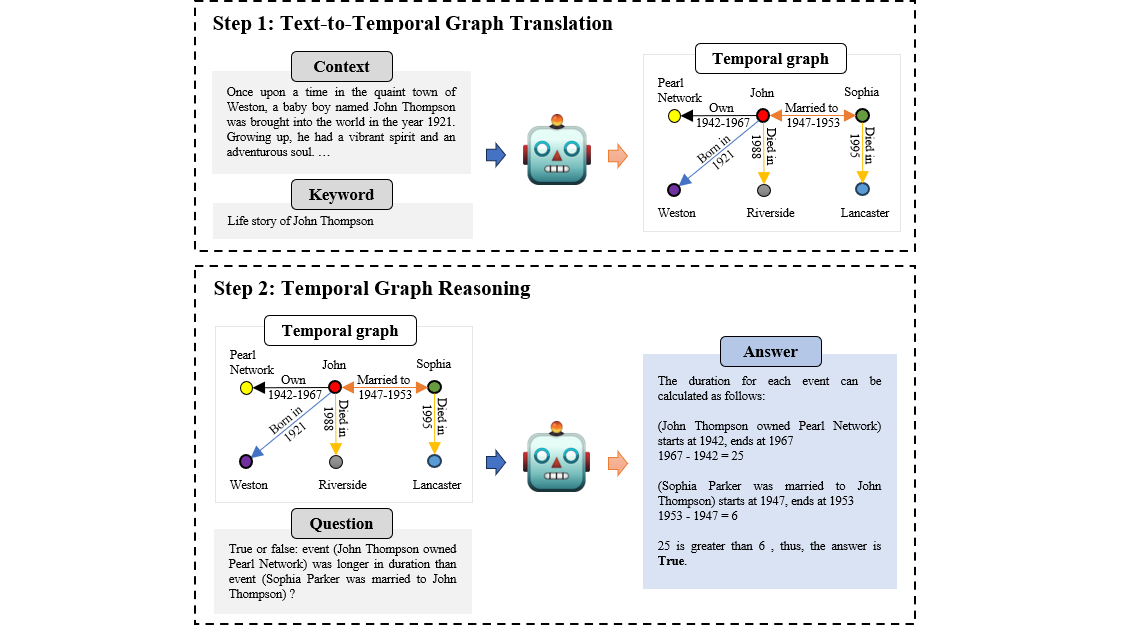 Step 1: Text-to-Temporal Graph Translation
Context
Once upon a time in the quaint town of
Weston, a baby boy named John Thompson
was brought into the world in the year 1921.
Growing up, he had a vibrant spirit and an
adventurous soul. …
Keyword
Life story of John Thompson
Temporal graph
Pearl
Network
John
Sophia
Own
1942-1967
Married to
1947-1953
Born in
1921
Died in
1988
Died in
1995
Weston
Riverside
Lancaster
Step 2: Temporal Graph Reasoning
Temporal graph
Pearl
Network
John
Sophia
Own
1942-1967
Married to
1947-1953
Born in
1921
Died in
1988
Died in
1995
Weston
Riverside
Lancaster
Question
True or false: event (John Thompson owned
Pearl Network) was longer in duration than
event (Sophia Parker was married to John
Thompson) ?
Answer
The duration for each event can be
calculated as follows:
(John Thompson owned Pearl Network)
starts at 1942, ends at 1967
1967 - 1942 = 25
(Sophia Parker was married to John
Thompson) starts at 1947, ends at 1953
1953 - 1947 = 6
25 is greater than 6 , thus, the answer is
True.